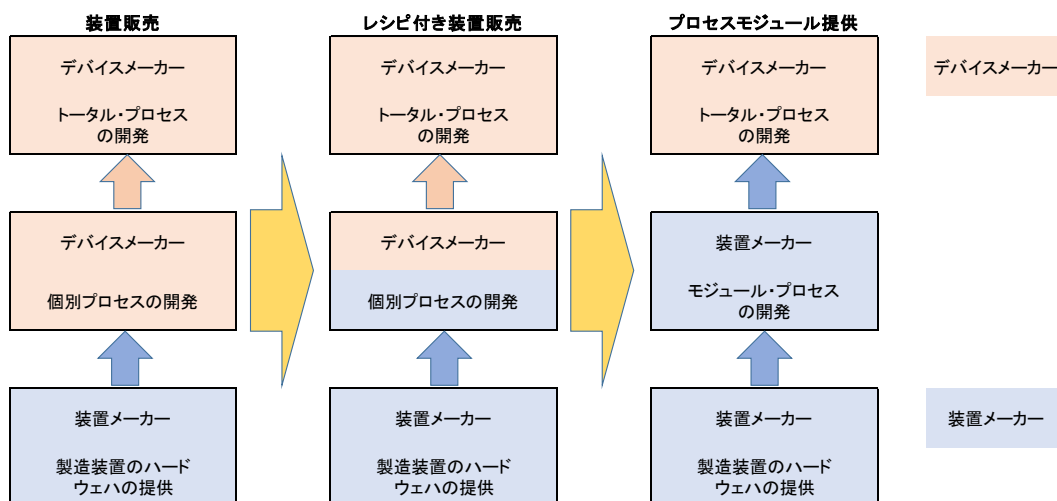 装置販売
レシピ付き装置販売
プロセスモジュール提供
デバイスメーカー
トータル・プロセス
の開発
デバイスメーカー
トータル・プロセス
の開発
デバイスメーカー
トータル・プロセス
の開発
デバイスメーカー
デバイスメーカー
個別プロセスの開発
デバイスメーカー
個別プロセスの開発
装置メーカー
モジュール・プロセス
の開発
装置メーカー
製造装置のハード
ウェハの提供
装置メーカー
製造装置のハード
ウェハの提供
装置メーカー
製造装置のハード
ウェハの提供
装置メーカー